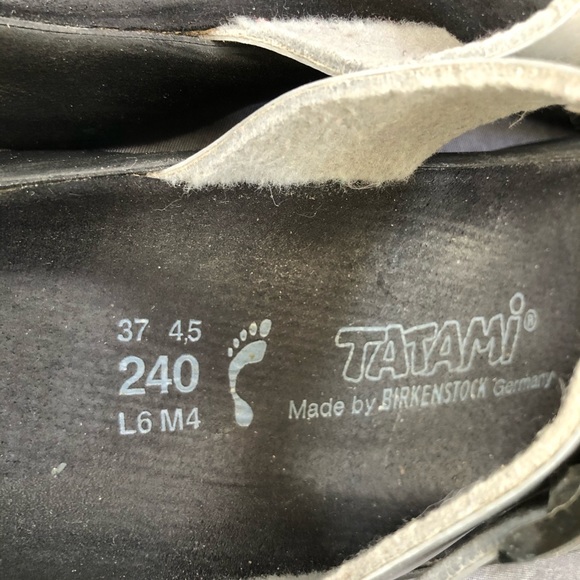 37 4,5
240
L6 M4
TATAMi®
Made by BIRKENSTOCK Germany